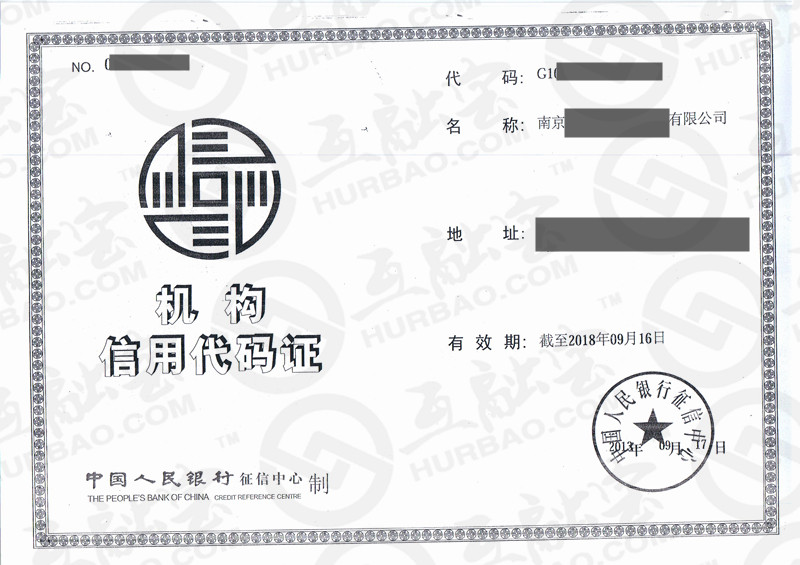 NO. 0
代 码: G10
名 称: 南京 有限公司
地 址:
机构
信用代码证
有 效 期: 截至2018年09月16日
中国人民银行征信中心
2013年 09月 17日
中国人民银行 征信中心 制
THE PEOPLE'S BANK OF CHINA CREDIT REFERENCE CENTRE
互融宝
HURBAO.COM
TM